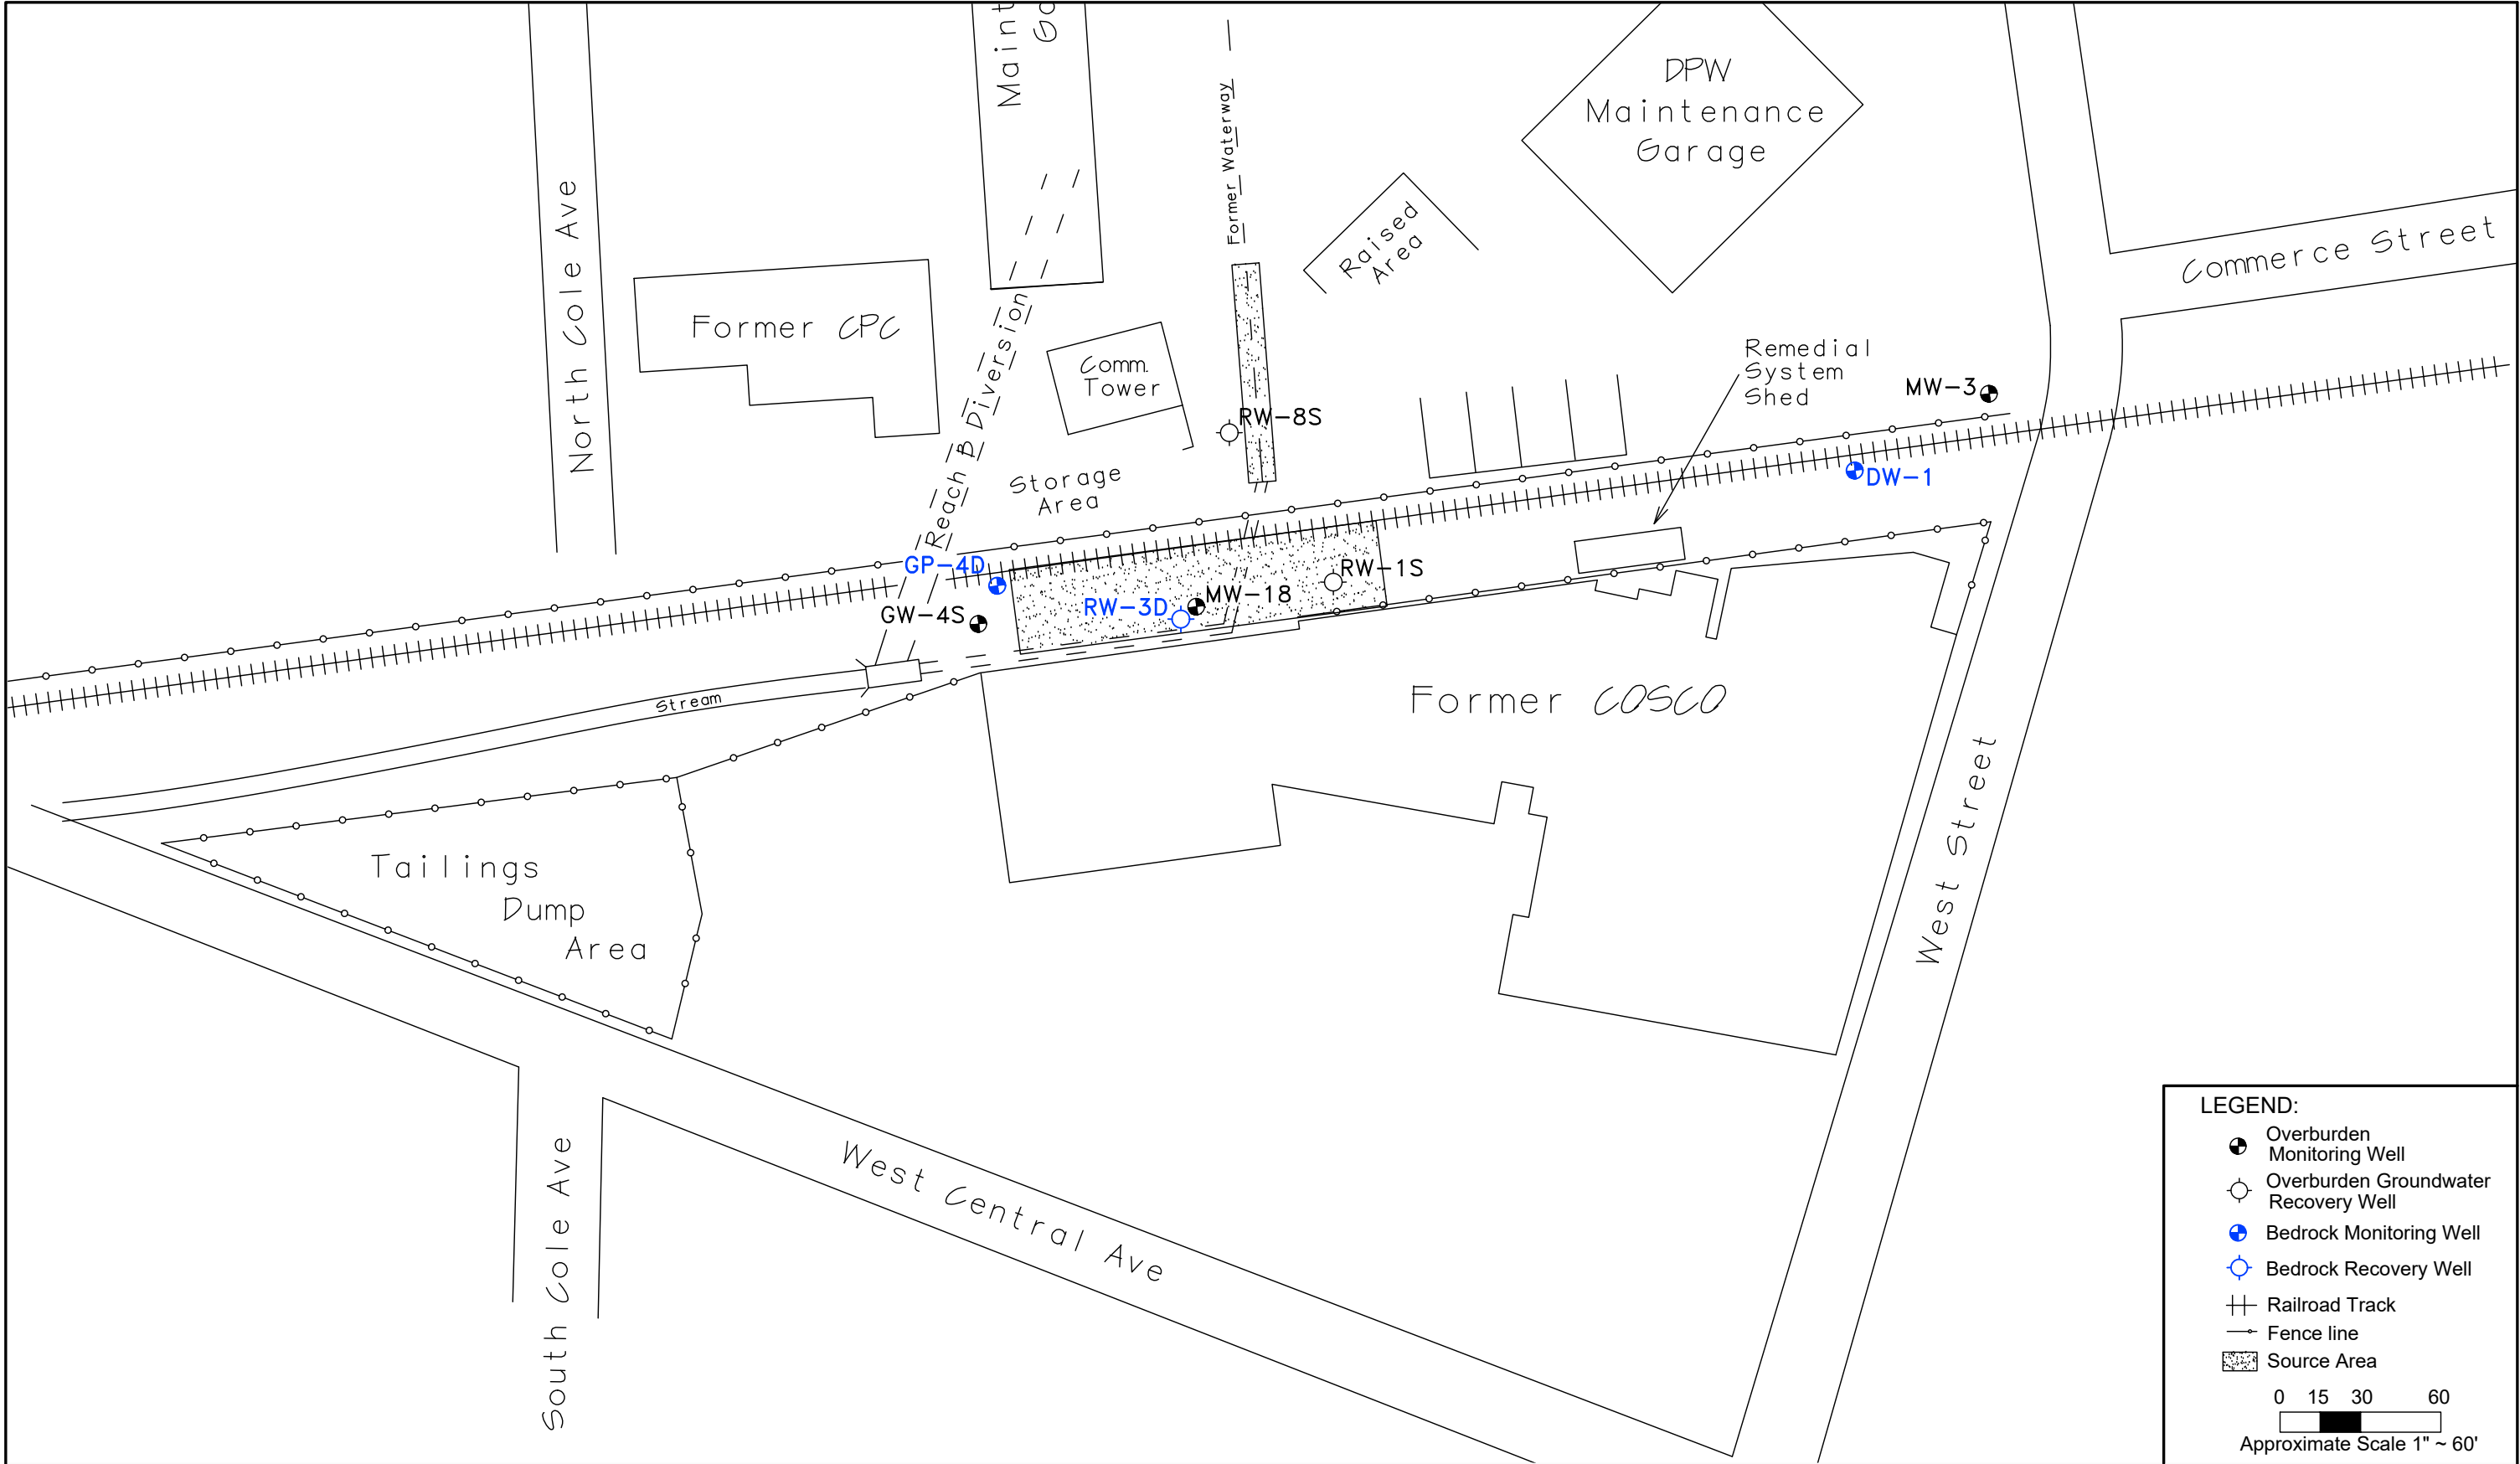 Maint
Ga
DPW
Maintenance
Garage
North Cole Ave
Former Waterway
Raised
Area
Commerce Street
Former CPC
Reach B Diversion
Comm.
Tower
Remedial
System
Shed
MW-3
RW-8S
DW-1
Storage
Area
GP-4D
RW-1S
MW-18
RW-3D
GW-4S
Stream
Former COSCO
West Street
Tailings
Dump
Area
West Central Ave
South Cole Ave
LEGEND:
Overburden
Monitoring Well
Overburden Groundwater
Recovery Well
Bedrock Monitoring Well
Bedrock Recovery Well
Railroad Track
Fence line
Source Area
0 15 30 60
Approximate Scale 1" ~ 60'